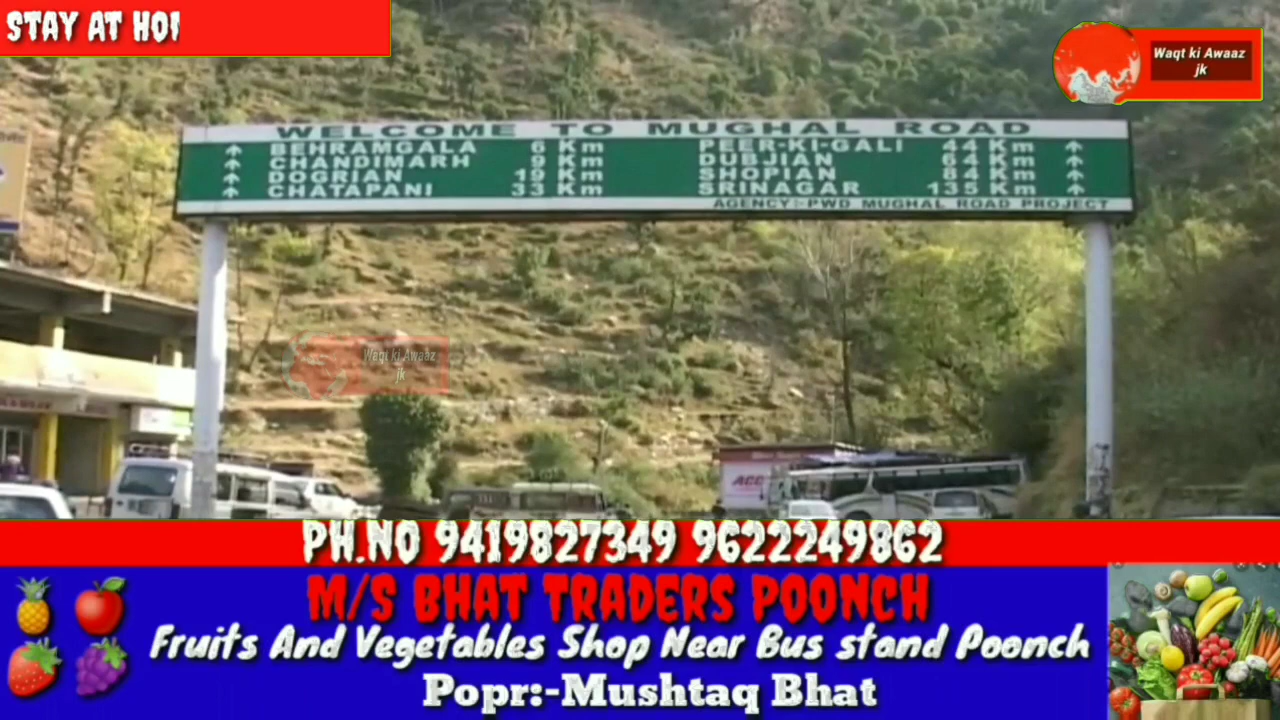 STAY AT HOI
Waqt ki Awaaz
jk
WELCOME TO MUGHAL ROAD
BEHRAMGALA 6 Km PEER-KI-GALI 44 Km
CHANDIMARH 9 Km DUBJIAN 64 Km
DOGRIAN 19 Km SHOPIAN 84 Km
CHATAPANI 33 Km SRINAGAR 135 Km
AGENCY:-PWD MUGHAL ROAD PROJECT
Waqt ki Awaaz
jk
ACC
PH.NO 9419827349 9622249862
M/S BHAT TRADERS POONCH
Fruits And Vegetables Shop Near Bus stand Poonch
Popr:-Mushtaq Bhat